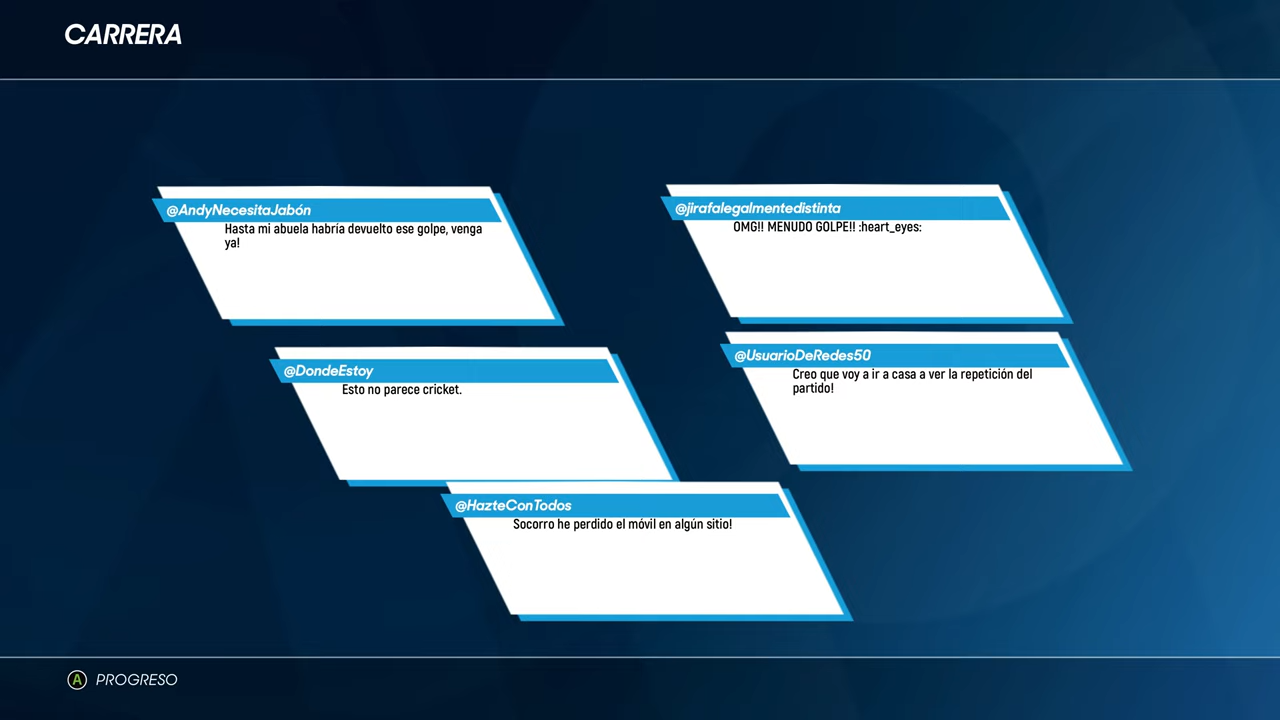 CARRERA
@AndyNecesitaJabón
Hasta mi abuela habría devuelto ese golpe, venga
ya!
@jirafalegalmentedistinta
OMG!! MENUDO GOLPE!! :heart_eyes:
@DondeEstoy
Esto no parece cricket.
@UsuarioDeRedes50
Creo que voy a ir a casa a ver la repetición del
partido!
@HazteConTodos
Socorro he perdido el móvil en algún sitio!
A PROGRESO